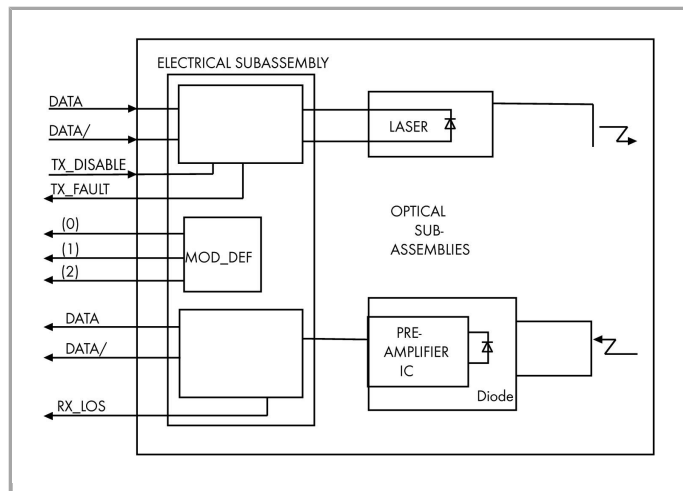 ELECTRICAL SUBASSEMBLY
DATA
DATA/
TX_DISABLE
TX_FAULT
LASER
(0)
(1)
(2)
MOD_DEF
OPTICAL
SUB-
ASSEMBLIES
DATA
DATA/
RX_LOS
PRE-
AMPLIFIER
IC
Diode